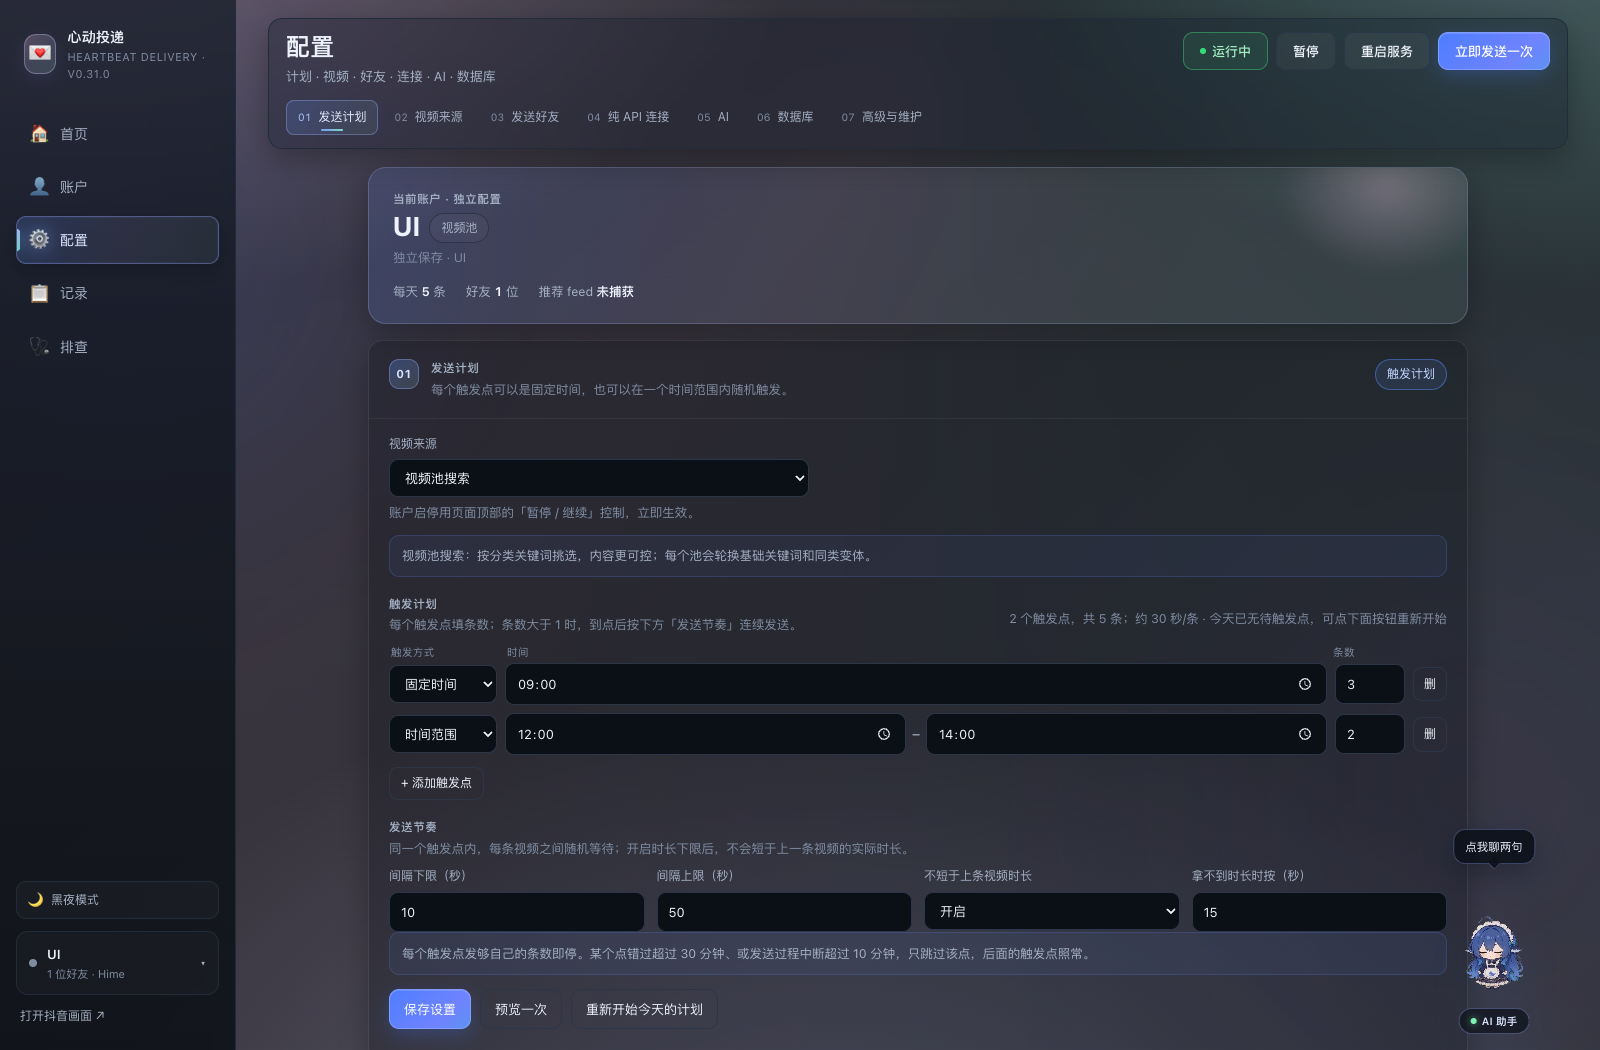 心动投递
HEARTBEAT DELIVERY ·
V0.31.0
首页
账户
配置
记录
排查
黑夜模式
UI
1 位好友 · Hime
打开抖音画面 ↗
配置
计划 · 视频 · 好友 · 连接 · AI · 数据库
运行中
暂停
重启服务
立即发送一次
01 发送计划
02 视频来源
03 发送好友
04 纯 API 连接
05 AI
06 数据库
07 高级与维护
当前账户 · 独立配置
UI 视频池
独立保存 · UI
每天 5 条 好友 1 位 推荐 feed 未捕获
01 发送计划
每个触发点可以是固定时间，也可以在一个时间范围内随机触发。
触发计划
视频来源
视频池搜索
账户启停用页面顶部的「暂停 / 继续」控制，立即生效。
视频池搜索：按分类关键词挑选，内容更可控；每个池会轮换基础关键词和同类变体。
触发计划
每个触发点填条数；条数大于 1 时，到点后按下方「发送节奏」连续发送。
2 个触发点，共 5 条；约 30 秒/条 · 今天已无待触发点，可点下面按钮重新开始
触发方式 时间 条数
固定时间 09:00 3 删
时间范围 12:00 – 14:00 2 删
+ 添加触发点
发送节奏
同一个触发点内，每条视频之间随机等待；开启时长下限后，不会短于上一条视频的实际时长。
间隔下限（秒） 间隔上限（秒） 不短于上条视频时长 拿不到时长时按（秒）
10 50 开启 15
每个触发点发够自己的条数即停。某个点错过超过 30 分钟、或发送过程中断超过 10 分钟，只跳过该点，后面的触发点照常。
保存设置 预览一次 重新开始今天的计划
点我聊两句
AI 助手